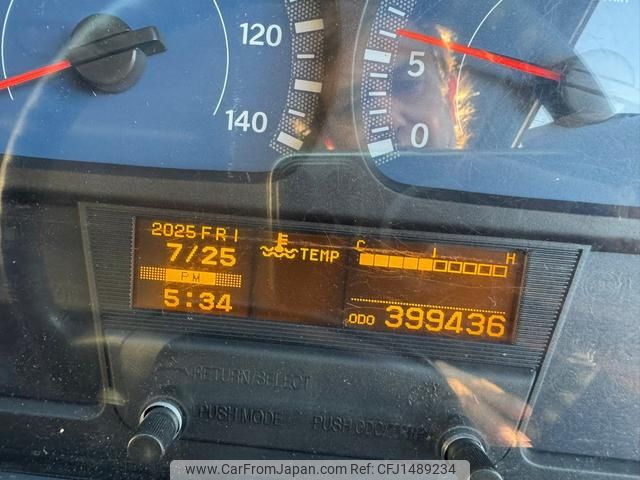 120
140
5
0
2025 FRI
7/25
PM
5:34
TEMP
C H
ODO 399436
RETURN/SELECT
PUSH MODE PUSH ODO/TRIP
www.CarFromJapan.com Ref ID: CFJ1489234